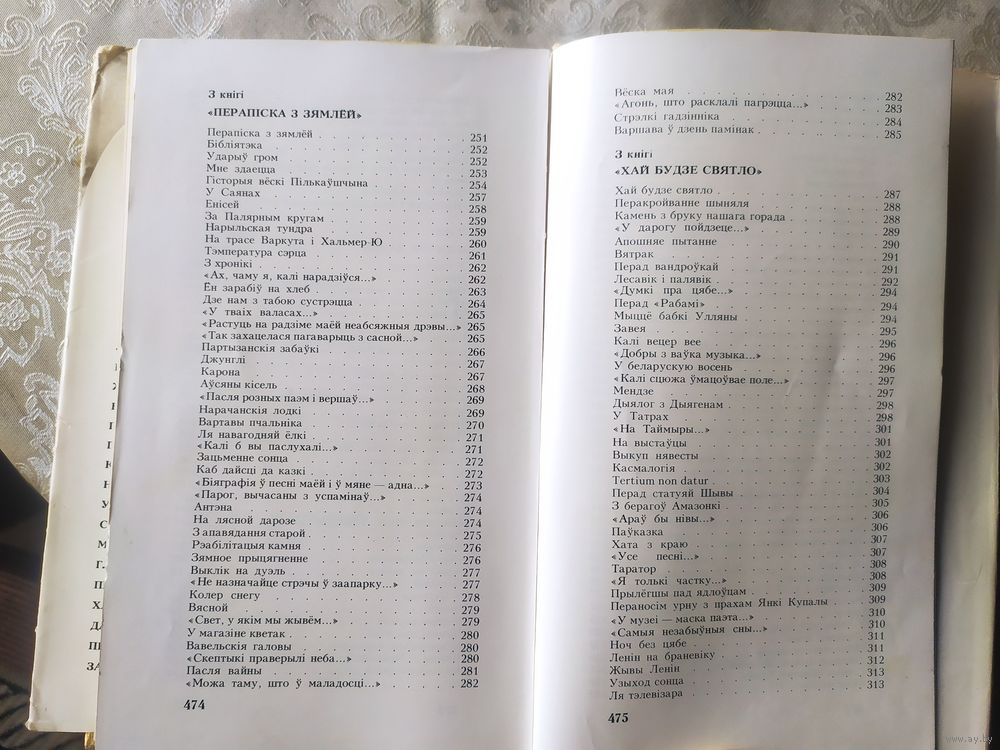 З кнігі
«ПЕРАПІСКА З ЗЯМЛЁЙ»
Перапіска з зямлёй 251
Бібліятэка 252
Ударыў гром 252
Мне здаецца 253
Гісторыя вёскі Пількаўшчына 254
У Саянах 257
Енісей 258
За Палярным кругам 259
Нарыльская тундра 259
На трасе Варкута і Хальмер-Ю 260
Тэмпература сэрца 261
З хронікі 262
«Ах, чаму я, калі нарадзіўся...» 262
Ён зарабіў на хлеб 263
Дзе нам з табою сустрэцца 264
«У тваіх валасах...» 265
«Растуць на радзіме маёй неабсяжныя дрэвы...» 265
«Так захацелася пагаварыць з сасной...» 265
Партызанскія забаўкі 266
Джунглі 267
Карона 267
Аўсяны кісель 268
«Пасля розных паэм і вершаў...» 269
Нарачанскія лодкі 269
Вартавы пчальніка 270
Ля навагодняй ёлкі 271
«Калі б вы паслухалі...» 271
Зацьменне сонца 272
Каб дайсці да казкі 272
«Біяграфія ў песні маёй і ў мяне — адна...» 273
«Парог, вычасаны з успамінаў...» 274
Антэна 274
На лясной дарозе 274
З апавядання старой 275
Рэабілітацыя камня 276
Зямное прыцягненне 276
Выклік на дуэль 277
«Не назначайце стрэчы ў заапарку...» 277
Колер снегу 278
Вясной 279
«Свет, у якім мы жывём...» 279
У магазіне кветак 280
Вавельскія галовы 280
«Скептыкі праверылі неба...» 280
Пасля вайны 281
«Можа таму, што ў маладосці...» 282
474
Вёска мая 282
«Агонь, што расклалі пагрэцца...» 283
Стрэлкі гадзінніка 284
Варшава ў дзень памінак 285
З кнігі
«ХАЙ БУДЗЕ СВЯТЛО»
Хай будзе святло 287
Перакройванне шыняля 288
Камень з бруку нашага горада 288
«У дарогу пойдзеце...» 289
Апошняе пытанне 290
Вятрак 291
Перад вандроўкай 291
Лесавік і палявік 292
«Думкі пра цябе...» 294
Перад «Рабамі» 294
Мыццё бабкі Улляны 294
Завея 295
Калі вецер вее 296
«Добры з ваўка музыка...» 296
У беларускую восень 296
«Калі сцюжа ўмацоўвае поле...» 297
Мендзе 297
Дыялог з Дыягенам 298
У Татрах 298
«На Таймыры...» 301
На выстаўцы 301
Выкуп нявесты 302
Касмалогія 302
Tertium non datur 303
Перад статуяй Шывы 304
З берагоў Амазонкі 305
«Араў бы нівы...» 306
Паўказка 306
Хата з краю 307
«Усе песні...» 307
Таратор 308
«Я толькі частку...» 308
Прылёгшы пад ядлоўцам 309
Пераносім урну з прахам Янкі Купалы 309
«У музеі — маска паэта...» 310
«Самыя незабыўныя сны...» 310
Ноч без цябе 311
Ленін на браневіку 311
Жывы Ленін 312
Узыход сонца 313
Ля тэлевізара 313
475
www.ay.by